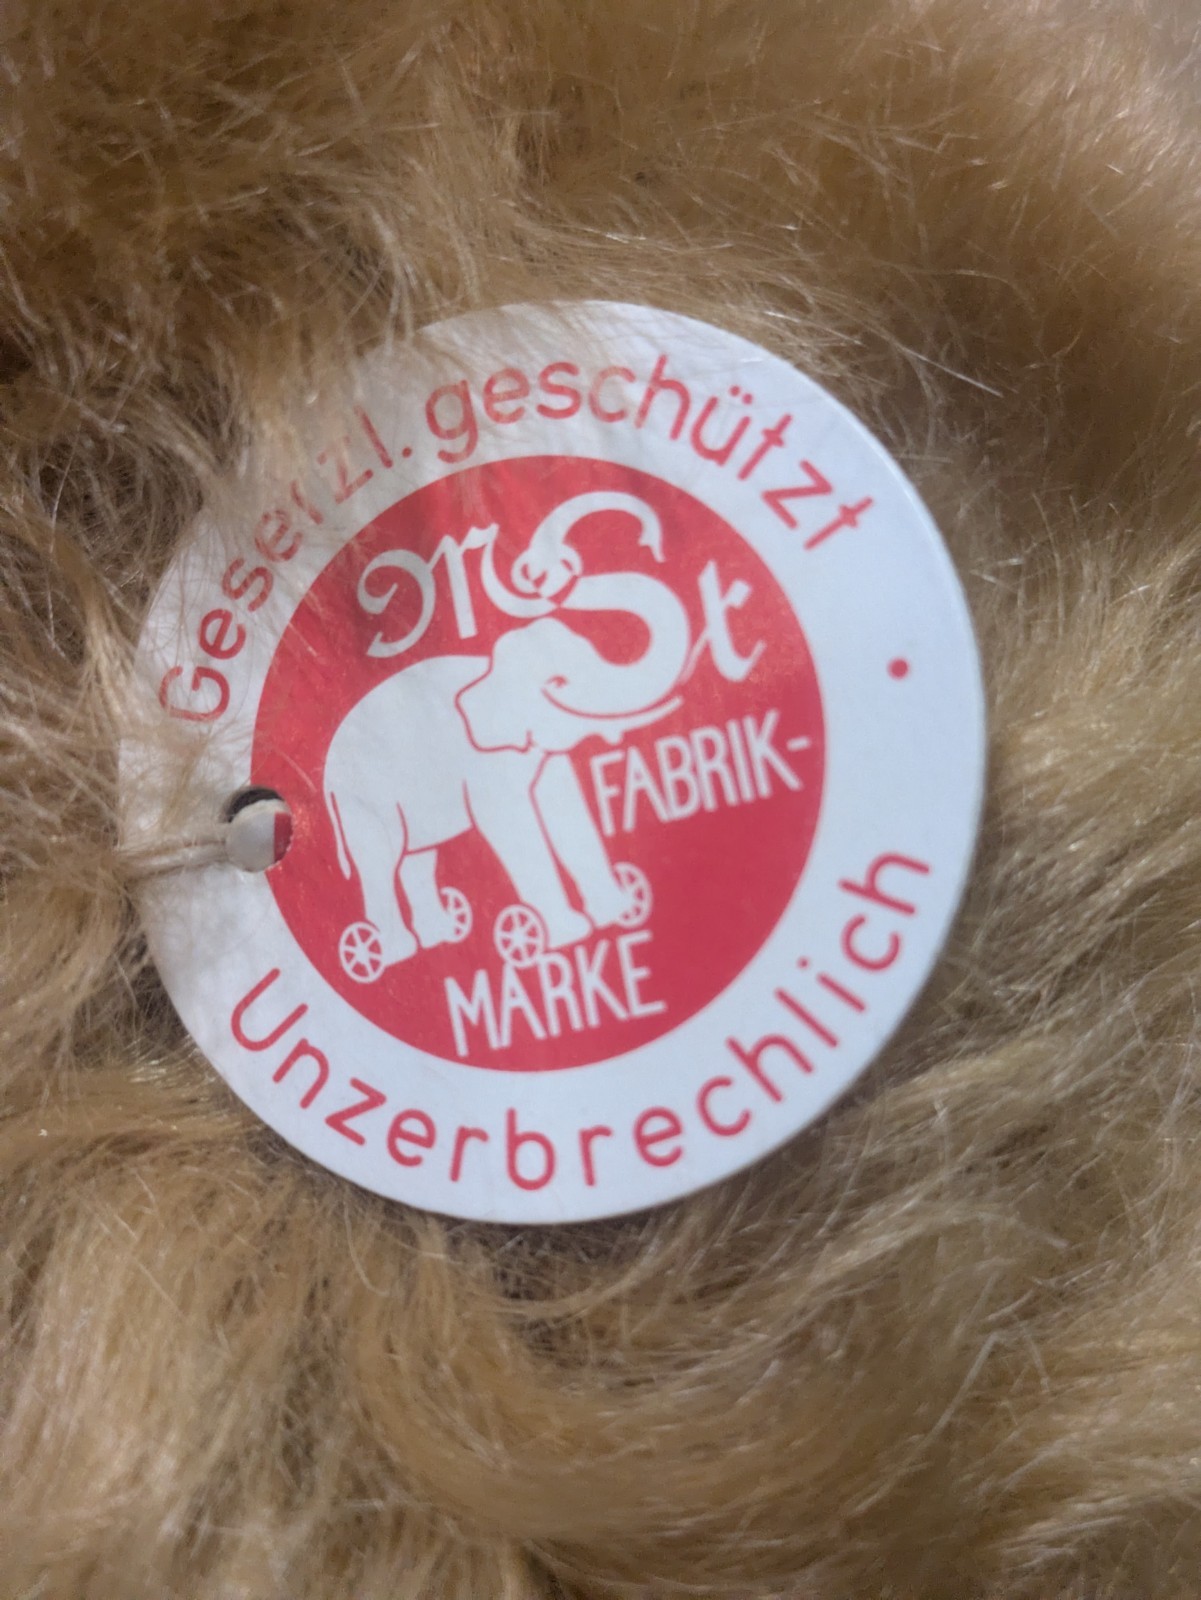 Gesetzl. geschützt
MSt
FABRIK-
MARKE
Unzerbrechlich